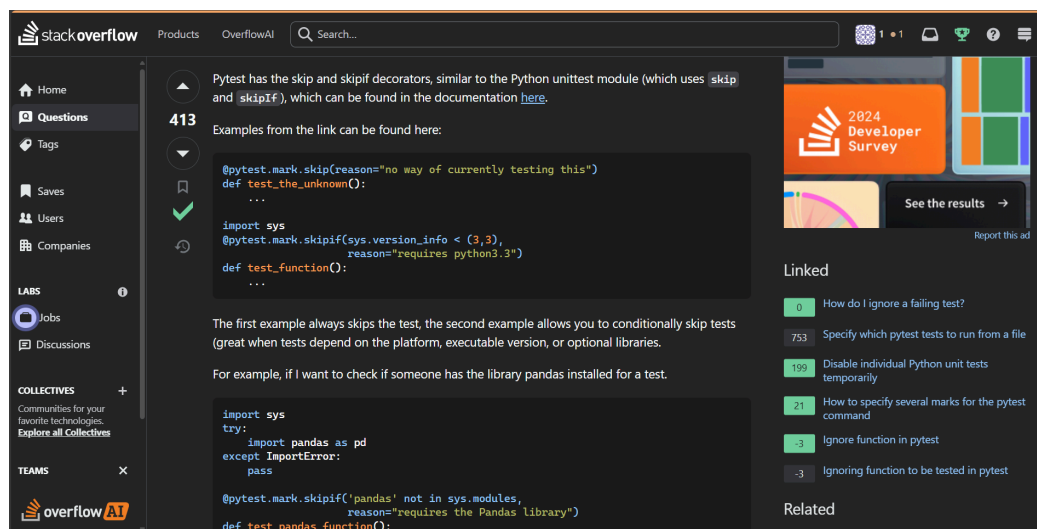 stackoverflow
Products
OverflowAI
Search...
1 ● 1
Home
Questions
Tags
Saves
Users
Companies
LABS
Jobs
Discussions
COLLECTIVES +
Communities for your
favorite technologies.
Explore all Collectives
TEAMS
overflow AI
413
Pytest has the skip and skipif decorators, similar to the Python unittest module (which uses skip
and skipIf), which can be found in the documentation here.
Examples from the link can be found here:
@pytest.mark.skip(reason="no way of currently testing this")
def test_the_unknown():
    ...
import sys
@pytest.mark.skipif(sys.version_info < (3,3),
                    reason="requires python3.3")
def test_function():
    ...
The first example always skips the test, the second example allows you to conditionally skip tests
(great when tests depend on the platform, executable version, or optional libraries.
For example, if I want to check if someone has the library pandas installed for a test.
import sys
try:
    import pandas as pd
except ImportError:
    pass
@pytest.mark.skipif('pandas' not in sys.modules,
                    reason="requires the Pandas library")
def test_pandas_function():
2024
Developer
Survey
See the results →
Report this ad
Linked
0 How do I ignore a failing test?
753 Specify which pytest tests to run from a file
199 Disable individual Python unit tests
temporarily
21 How to specify several marks for the pytest
command
-3 Ignore function in pytest
-3 Ignoring function to be tested in pytest
Related